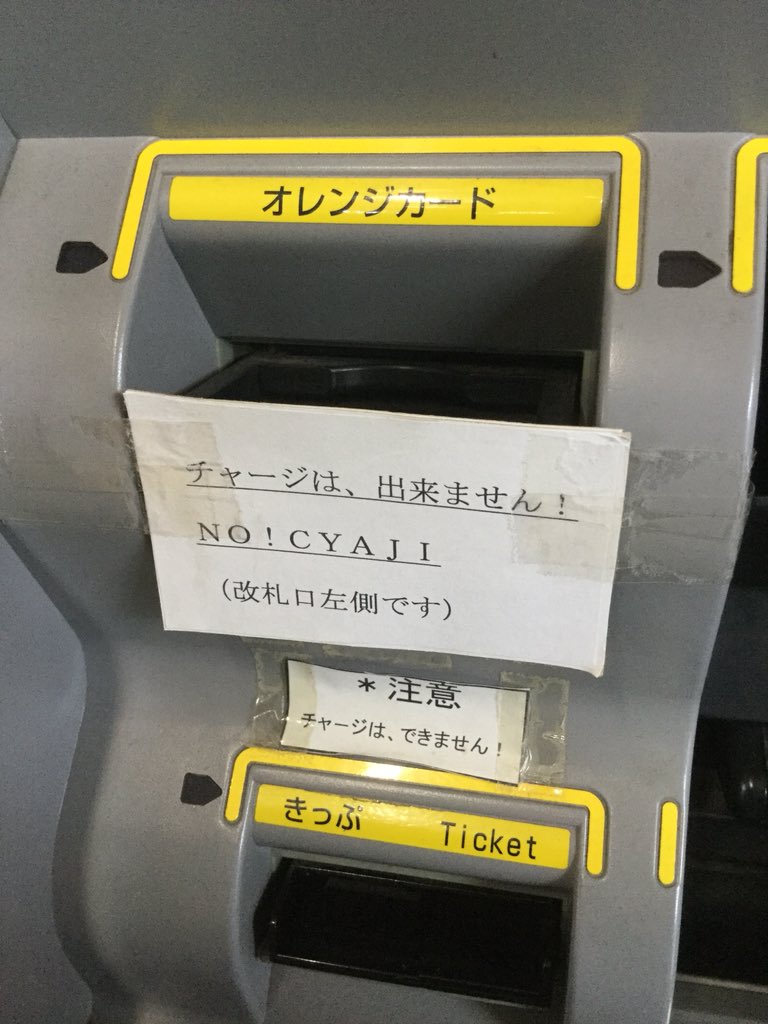 オレンジカード
チャージは、出来ません！
ＮＯ！ＣＹＡＪＩ
（改札口左側です）
＊注意
チャージは、できません！
きっぷ Ticket